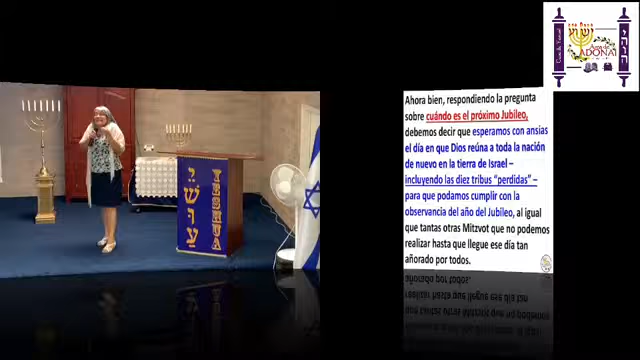 ישוע
ADONAI
ישוע
YESHUA
Ahora bien, respondiendo la pregunta
sobre cuándo es el próximo Jubileo,
debemos decir que esperamos con ansias
el día en que Dios reúna a toda la nación
de nuevo en la tierra de Israel –
incluyendo las diez tribus “perdidas” –
para que podamos cumplir con la
observancia del año del Jubileo, al igual
que tantas otras Mitzvot que no podemos
realizar hasta que llegue ese día tan
añorado por todos.